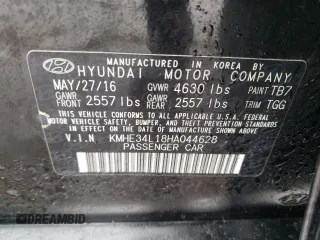 MANUFACTURED IN KOREA BY
HYUNDAI MOTOR COMPANY
MAY/27/16 GVWR 4630 lbs PAINT TB7
GAWR FRONT 2557 lbs GAWR REAR 2557 lbs TRIM TGG
THIS VEHICLE CONFORMS TO ALL APPLICABLE
FEDERAL MOTOR VEHICLE SAFETY, BUMPER, AND
THEFT PREVENTION STANDARDS IN EFFECT ON
THE DATE OF MANUFACTURE SHOWN ABOVE.
V.I.N KMHE34L18HA044628
PASSENGER CAR